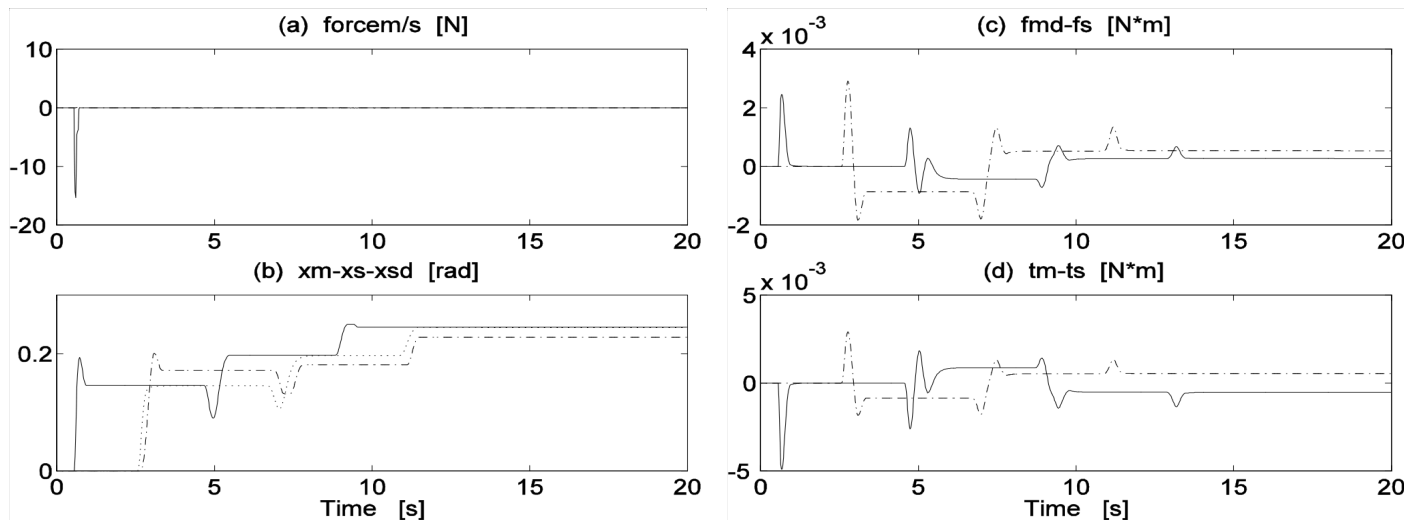 (a) forcem/s [N]
10
0
-10
-20
0 5 10 15 20
(b) xm-xs-xsd [rad]
0.2
0
0 5 10 15 20
Time [s]
(c) fmd-fs [N*m]
x 10⁻³
4
2
0
-2
0 5 10 15 20
(d) tm-ts [N*m]
x 10⁻³
5
0
-5
0 5 10 15 20
Time [s]